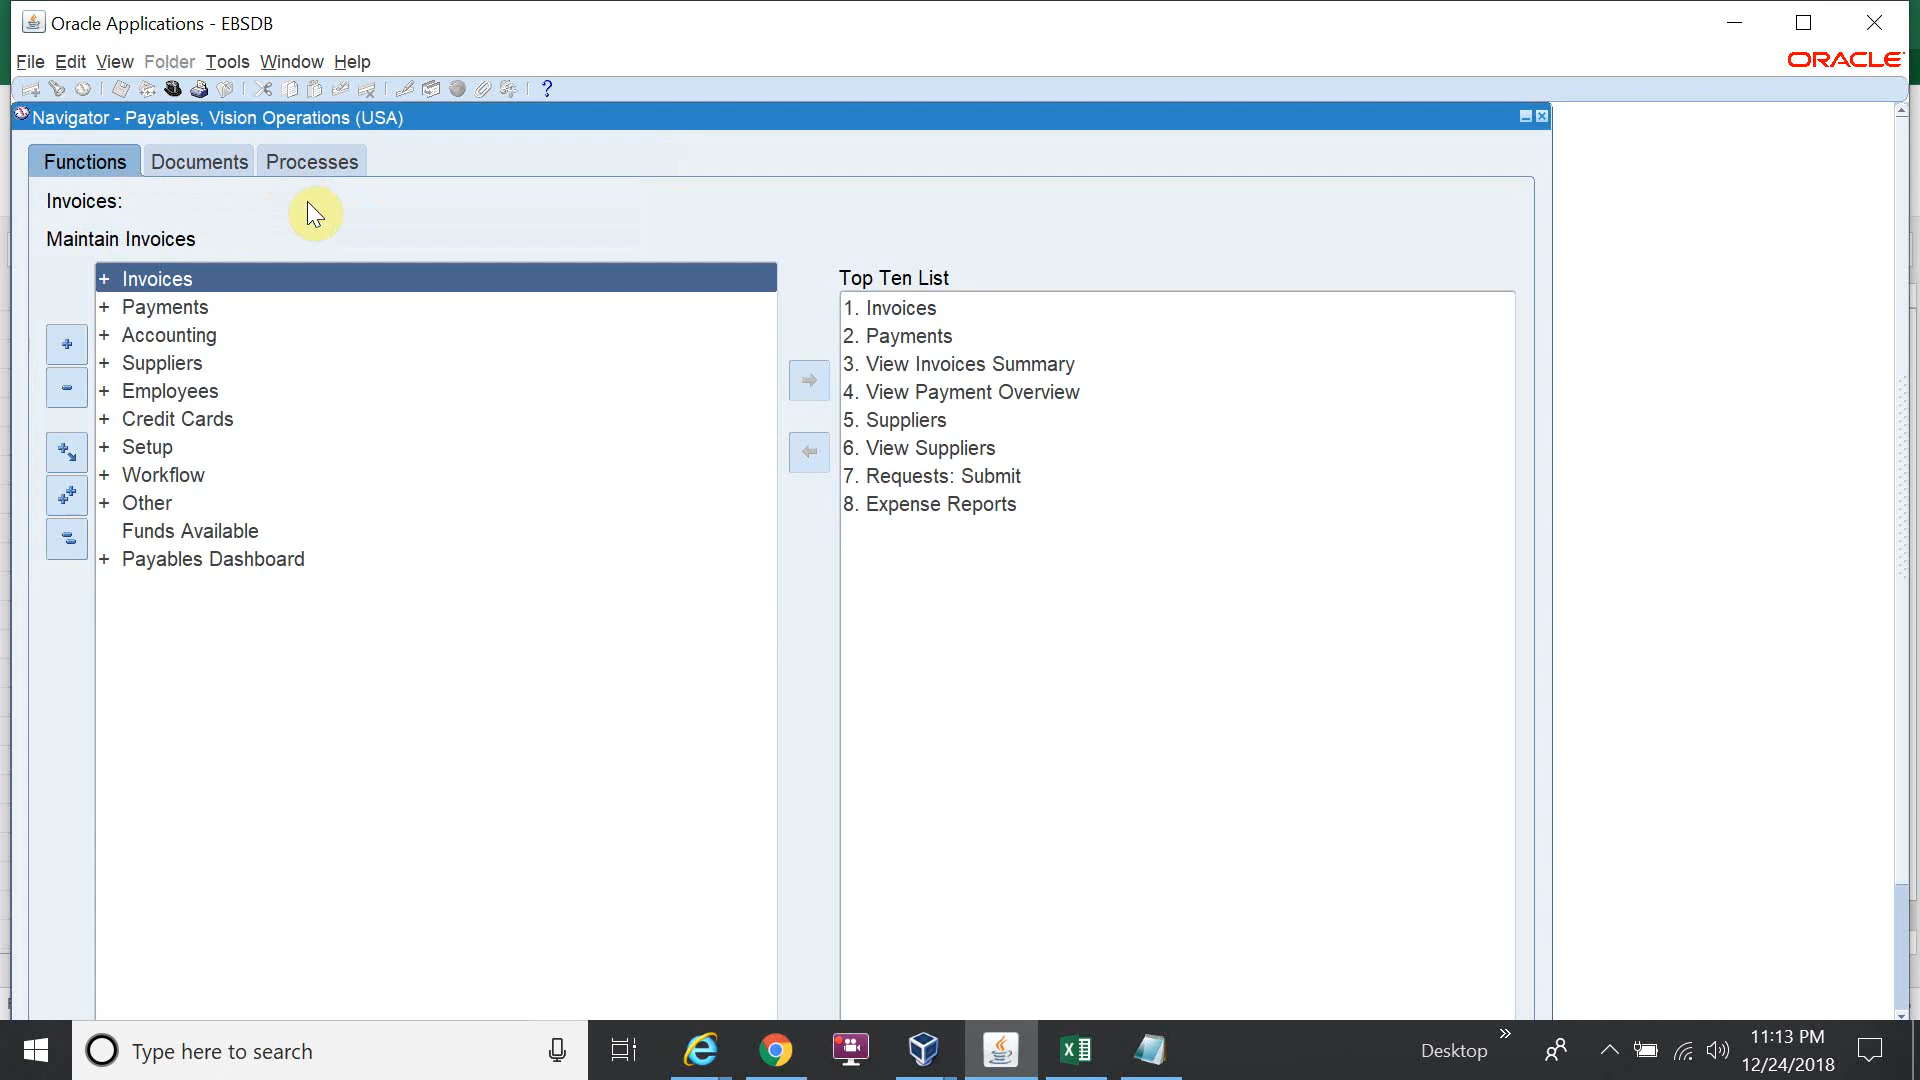 Oracle Applications - EBSDB
File Edit View Folder Tools Window Help
ORACLE
?
Navigator - Payables, Vision Operations (USA)
Functions Documents Processes
Invoices:
Maintain Invoices
+ Invoices
+ Payments
+ Accounting
+ Suppliers
+ Employees
+ Credit Cards
+ Setup
+ Workflow
+ Other
Funds Available
+ Payables Dashboard
Top Ten List
1. Invoices
2. Payments
3. View Invoices Summary
4. View Payment Overview
5. Suppliers
6. View Suppliers
7. Requests: Submit
8. Expense Reports
Type here to search
Desktop
11:13 PM
12/24/2018